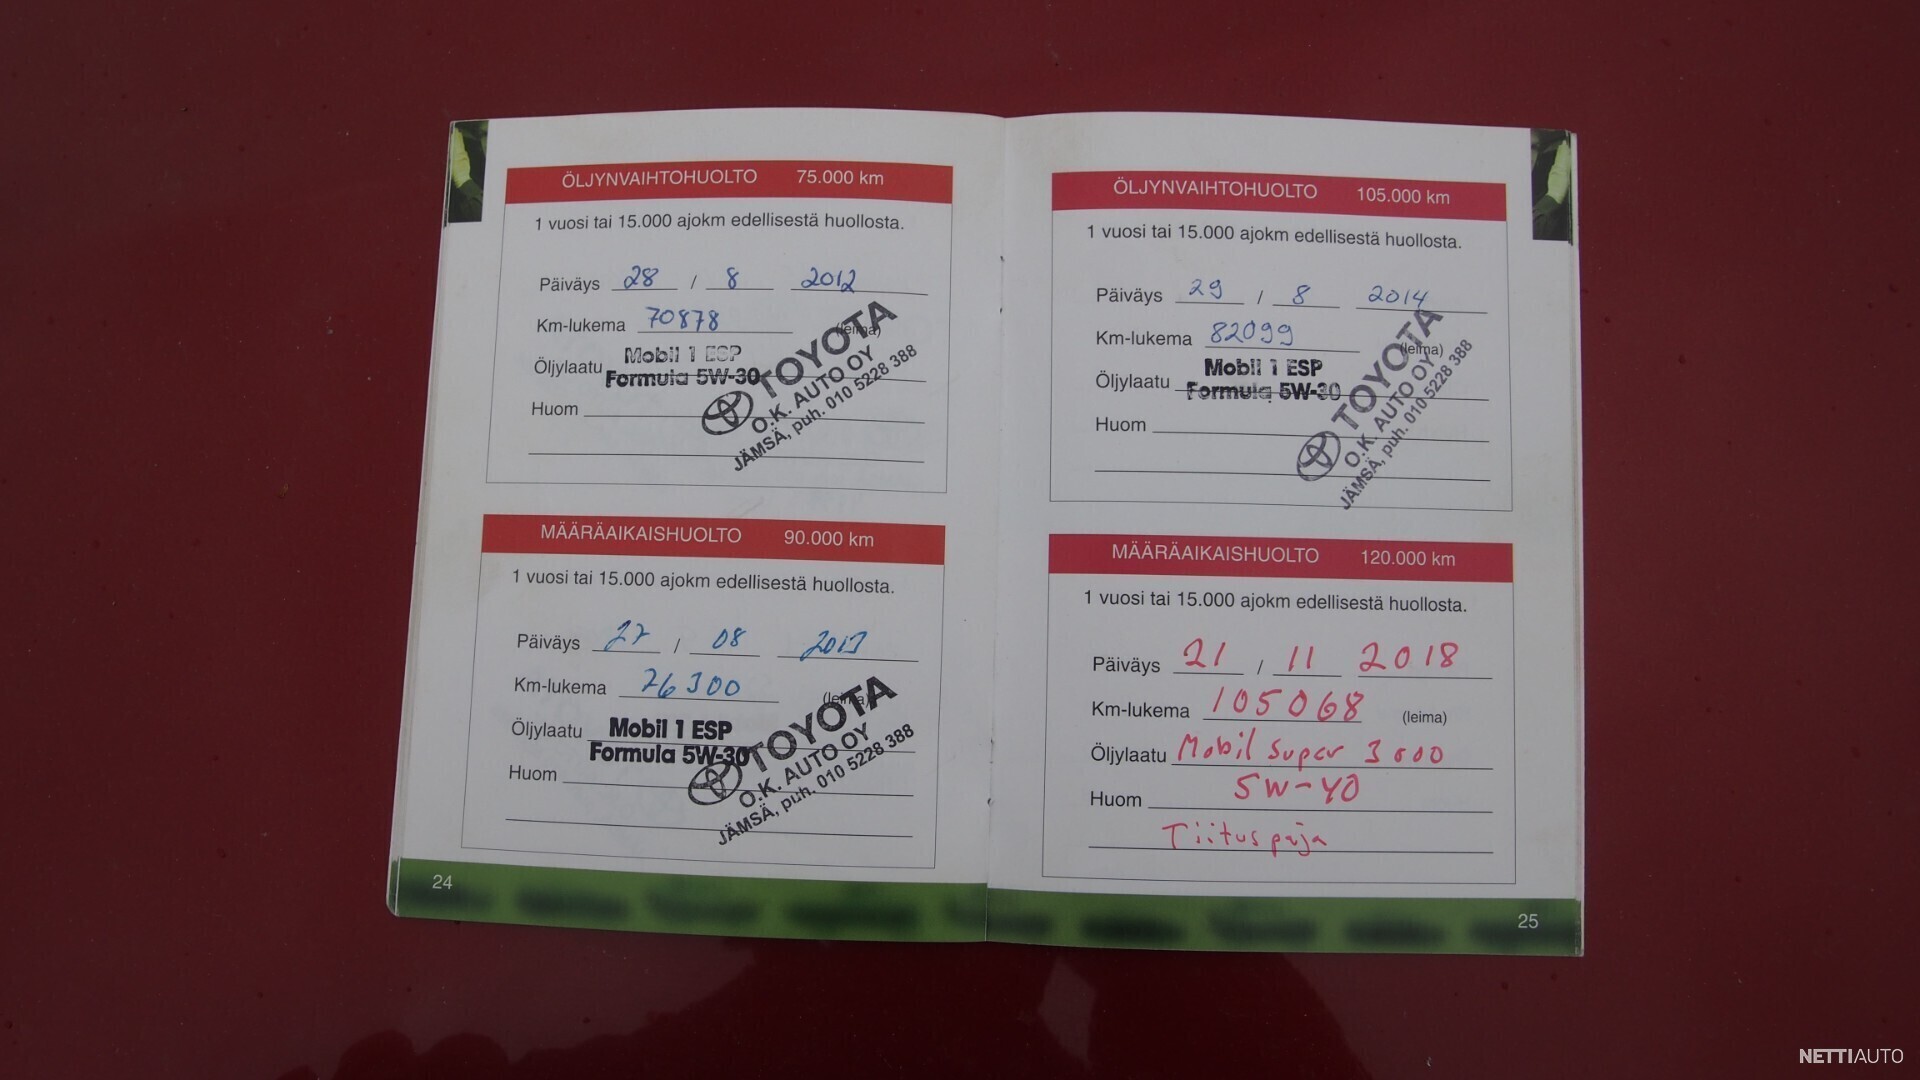 ÖLJYNVAIHTOHUOLTO 75.000 km
1 vuosi tai 15.000 ajokm edellisestä huollosta.
Päiväys 28 / 8 2012
Km-lukema 70878
(leima)
Öljylaatu Mobil 1 ESP
Formula 5W-30
Huom
TOYOTA
O.K. AUTO OY
JÄMSÄ, puh. 010 5228 388
MÄÄRÄAIKAISHUOLTO 90.000 km
1 vuosi tai 15.000 ajokm edellisestä huollosta.
Päiväys 27 / 08 2013
Km-lukema 76300
(leima)
Öljylaatu Mobil 1 ESP
Formula 5W-30
Huom
TOYOTA
O.K. AUTO OY
JÄMSÄ, puh. 010 5228 388
24
ÖLJYNVAIHTOHUOLTO 105.000 km
1 vuosi tai 15.000 ajokm edellisestä huollosta.
Päiväys 29 / 8 2014
Km-lukema 82099
(leima)
Öljylaatu Mobil 1 ESP
Formula 5W-30
Huom
TOYOTA
O.K. AUTO OY
JÄMSÄ, puh. 010 5228 388
MÄÄRÄAIKAISHUOLTO 120.000 km
1 vuosi tai 15.000 ajokm edellisestä huollosta.
Päiväys 21 / 11 2018
Km-lukema 105068
(leima)
Öljylaatu Mobil Super 3000
5W-40
Huom
Tiitus paja
25
NETTIAUTO